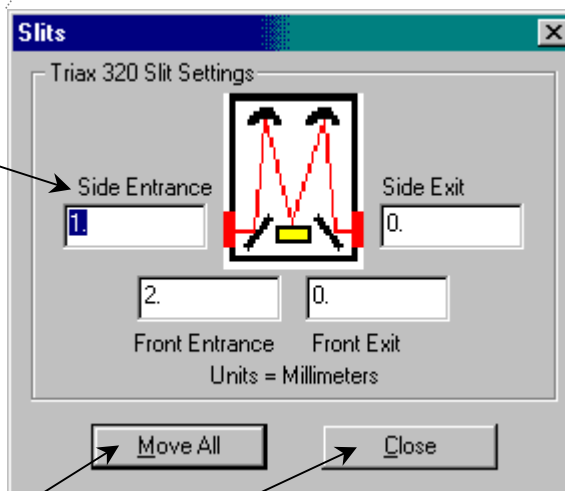 Slits
Triax 320 Slit Settings
Side Entrance Side Exit
1. 0.
2. 0.
Front Entrance Front Exit
Units = Millimeters
Move All Close